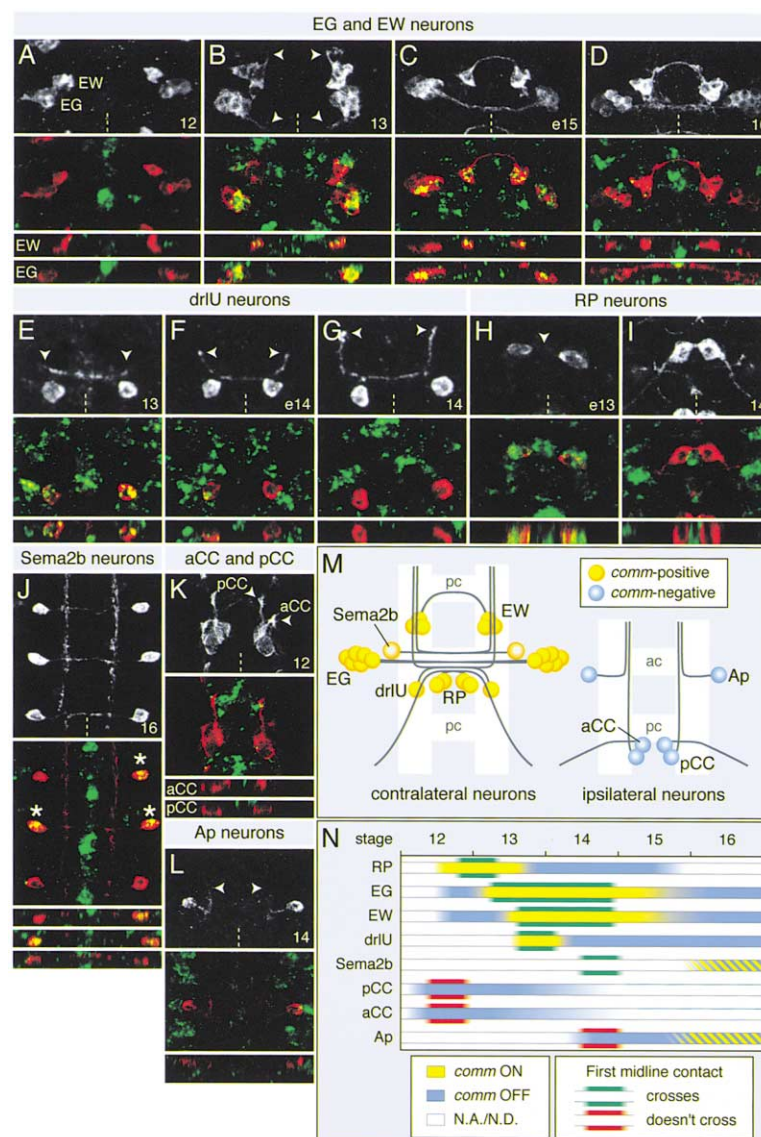 EG and EW neurons
A
EW
EG
12
B
13
C
e15
D
EW
EG
drlU neurons
RP neurons
E
13
F
e14
G
14
H
e13
I
14
Sema2b neurons
J
16
aCC and pCC
K
pCC
aCC
12
aCC
pCC
Ap neurons
L
14
M
comm-positive
comm-negative
pc
Sema2b
EW
EG
drlU
RP
pc
contralateral neurons
ac
Ap
aCC
pc
pCC
ipsilateral neurons
N
stage 12 13 14 15 16
RP
EG
EW
drlU
Sema2b
pCC
aCC
Ap
comm ON
comm OFF
N.A./N.D.
First midline contact
crosses
doesn't cross